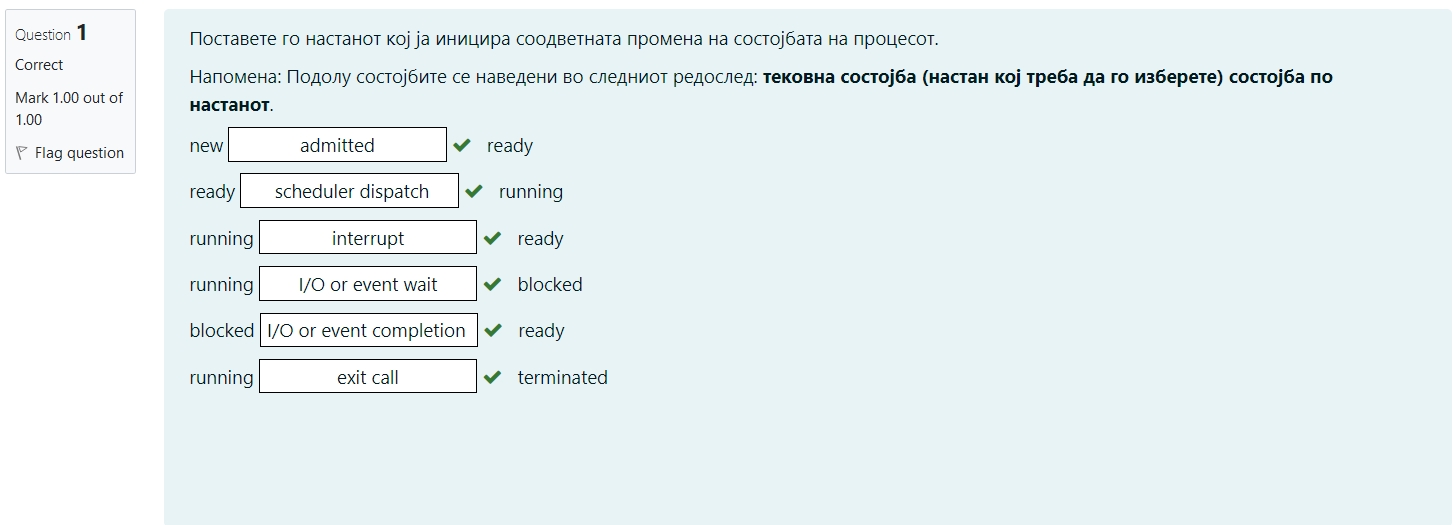 Question 1
Correct
Mark 1.00 out of
1.00
Flag question
Поставете го настанот кој ја иницира соодветната промена на состојбата на процесот.
Напомена: Подолу состојбите се наведени во следниот редослед: тековна состојба (настан кој треба да го изберете) состојба по
настанот.
new admitted ready
ready scheduler dispatch running
running interrupt ready
running I/O or event wait blocked
blocked I/O or event completion ready
running exit call terminated